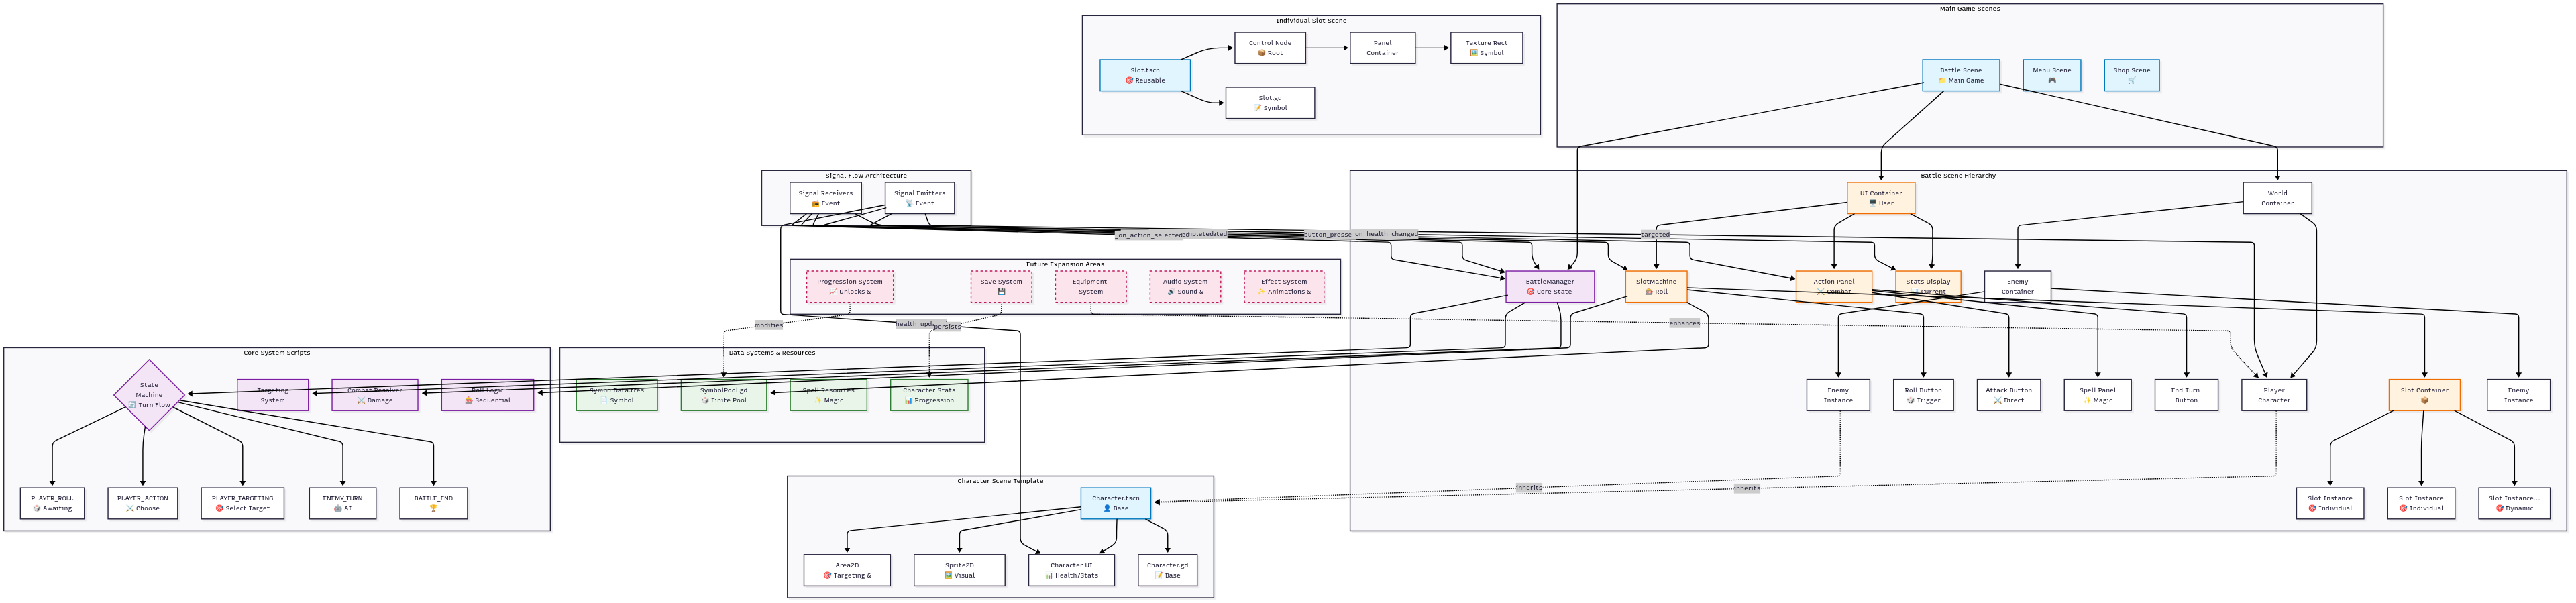 Main Game Scenes
Individual Slot Scene
Control Node
📦 Root
Panel
Container
Texture Rect
🖼️ Symbol
Slot.tscn
🎯 Reusable
Slot.gd
📝 Symbol
Battle Scene
📁 Main Game
Menu Scene
🎮
Shop Scene
🛒
Signal Flow Architecture
Signal Receivers
📻 Event
Signal Emitters
📡 Event
Battle Scene Hierarchy
UI Container
🖥️ User
World
Container
_on_action_selected
button_presse
_on_health_changed
targeted
Future Expansion Areas
Progression System
📈 Unlocks &
Save System
💾
Equipment
System
Audio System
🔊 Sound &
Effect System
✨ Animations &
BattleManager
🎯 Core State
SlotMachine
🎰 Roll
Action Panel
⚔️ Combat
Stats Display
📊 Current
Enemy
Container
modifies
persists
enhances
Core System Scripts
State
Machine
🔄 Turn Flow
Targeting
System
Combat Resolver
⚔️ Damage
Roll Logic
🎰 Sequential
Data Systems & Resources
SymbolData.tres
📄 Symbol
SymbolPool.gd
🎲 Finite Pool
Spell Resources
✨ Magic
Character Stats
📊 Progression
Enemy
Instance
Roll Button
🎲 Trigger
Attack Button
⚔️ Direct
Spell Panel
✨ Magic
End Turn
Button
Player
Character
Slot Container
📦
Enemy
Instance
PLAYER_ROLL
🎲 Awaiting
PLAYER_ACTION
⚔️ Choose
PLAYER_TARGETING
🎯 Select Target
ENEMY_TURN
🤖 AI
BATTLE_END
🏆
inherits
inherits
Character Scene Template
Character.tscn
👤 Base
Slot Instance
🎯 Individual
Slot Instance
🎯 Individual
Slot Instance...
🎯 Dynamic
Area2D
🎯 Targeting &
Sprite2D
🖼️ Visual
Character UI
📊 Health/Stats
Character.gd
📝 Base